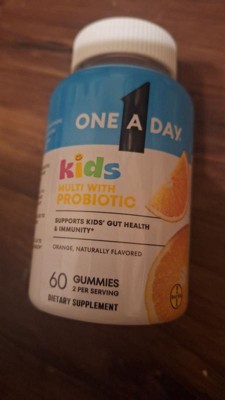 ONE A DAY
kids
MULTI WITH
PROBIOTIC
SUPPORTS KIDS' GUT HEALTH
& IMMUNITY*
ORANGE, NATURALLY FLAVORED
60 GUMMIES
2 PER SERVING
DIETARY SUPPLEMENT